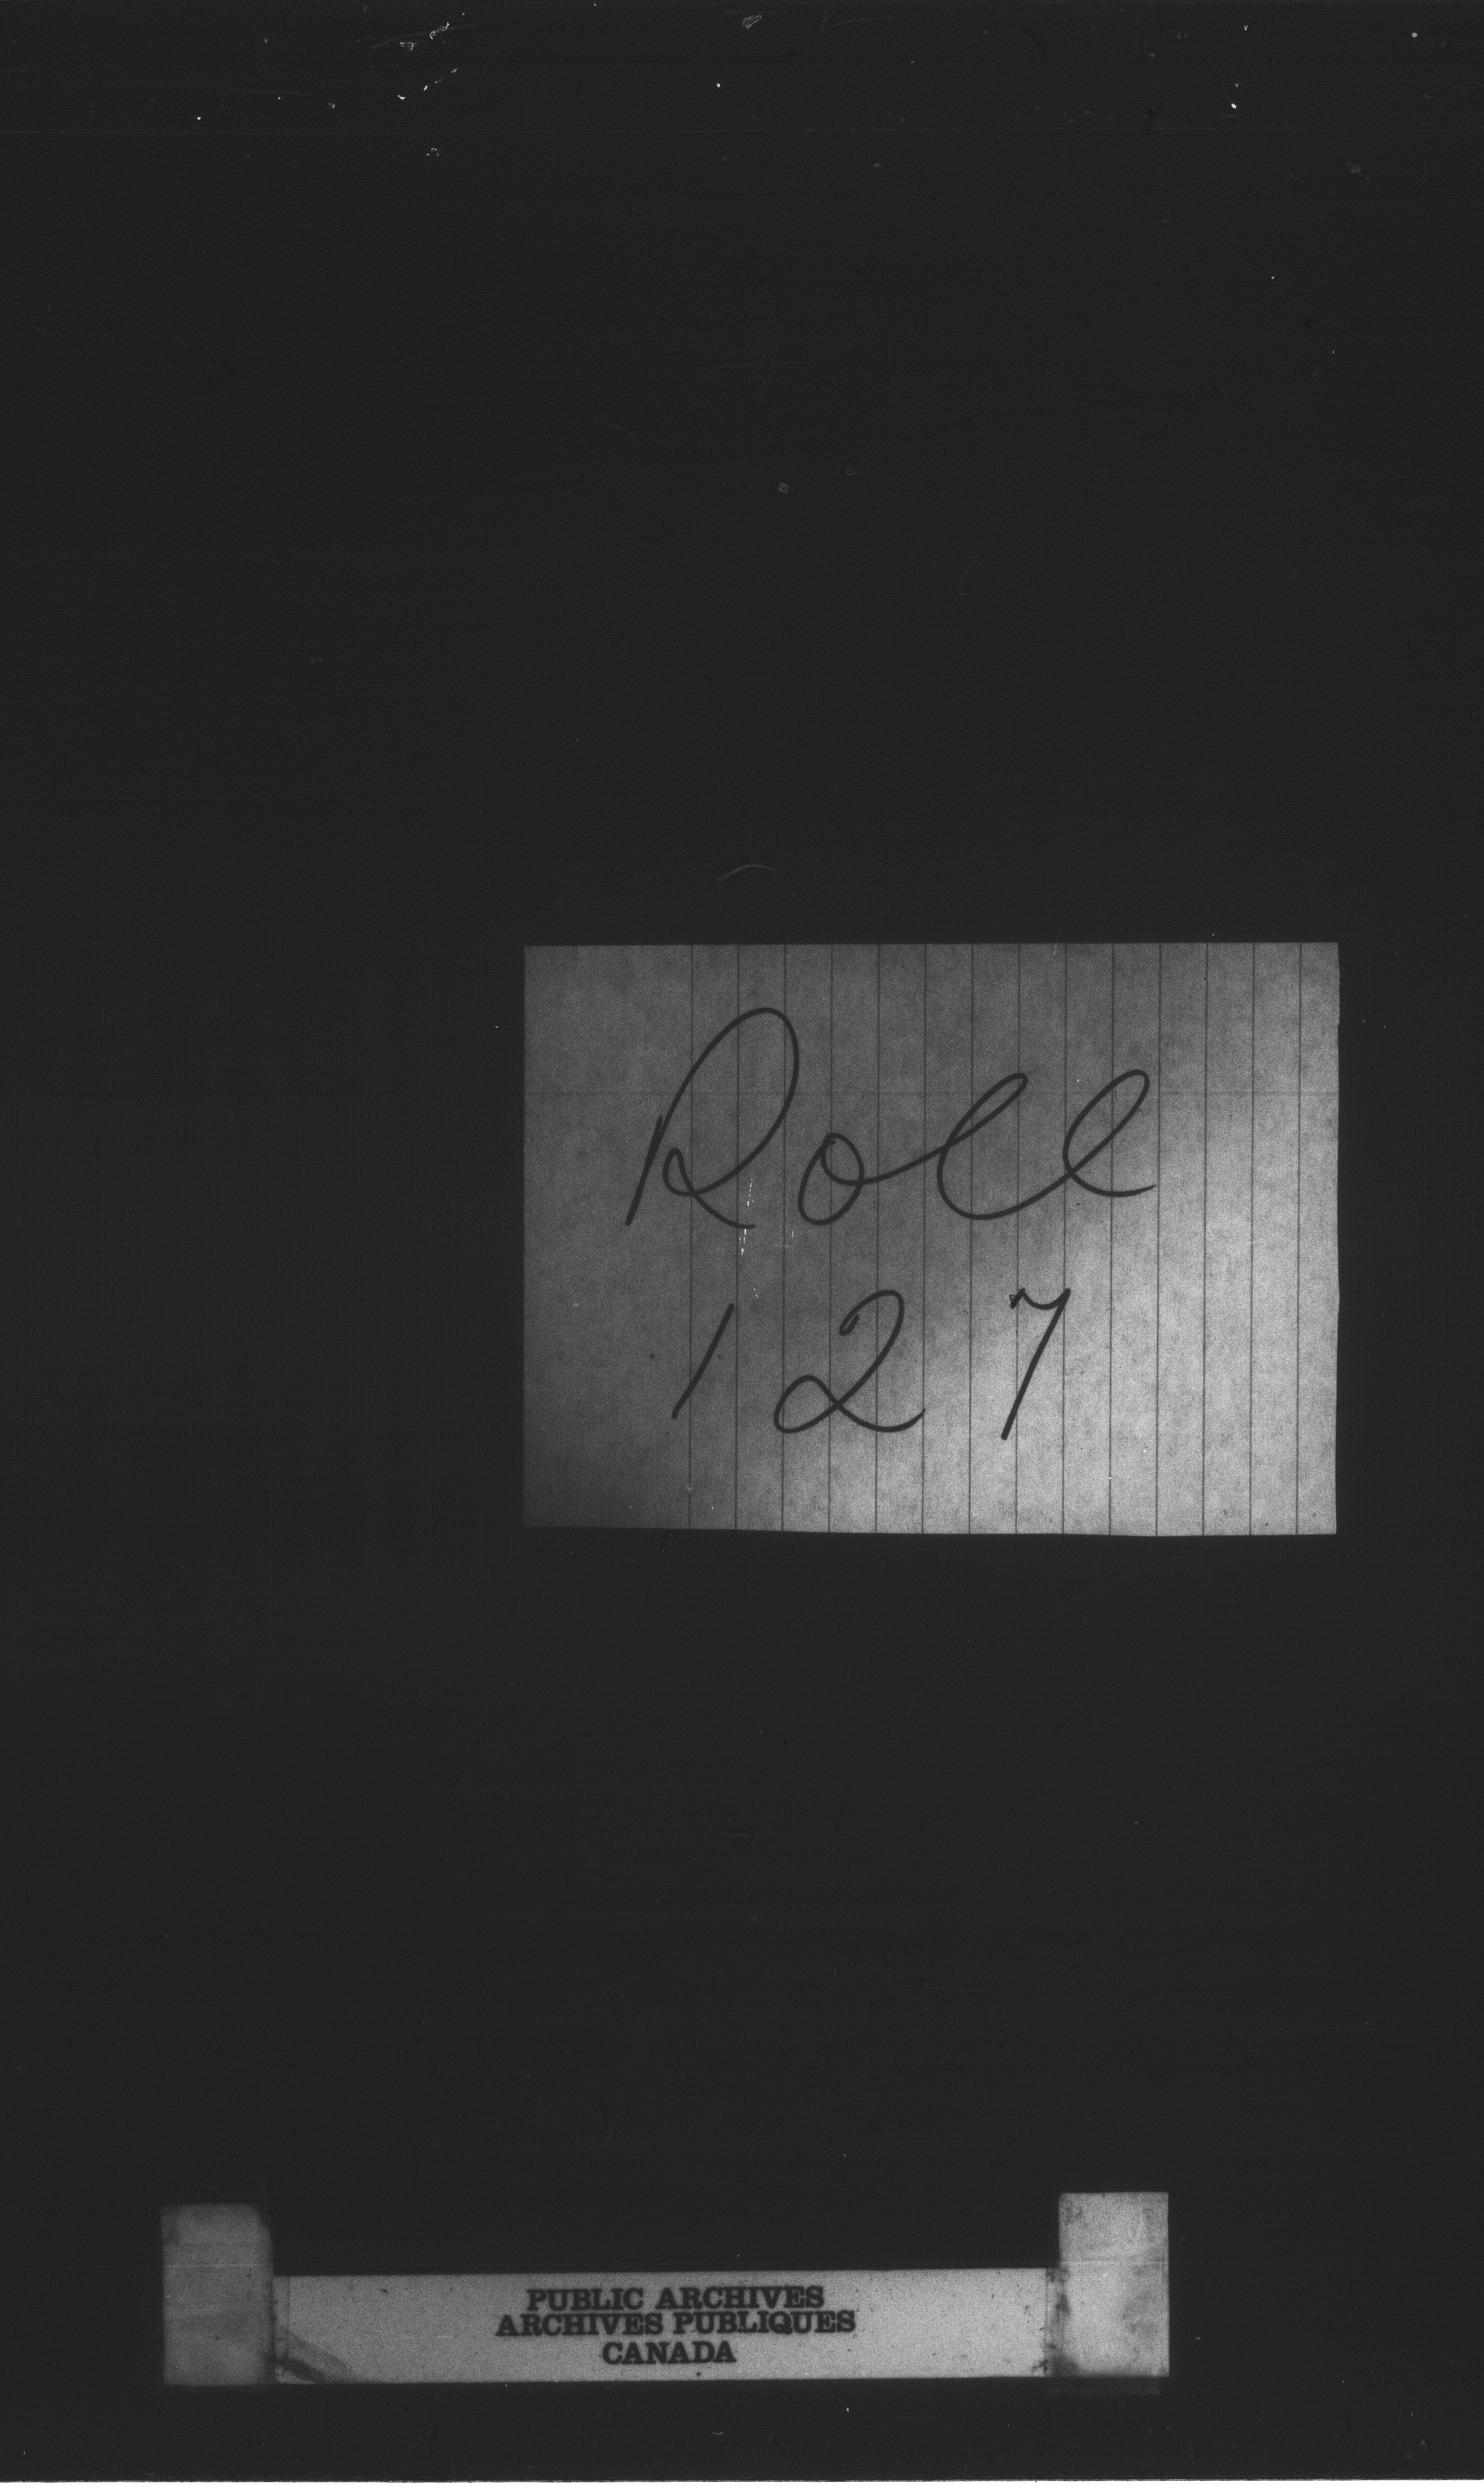 Roll
127
PUBLIC ARCHIVES
ARCHIVES PUBLIQUES
CANADA